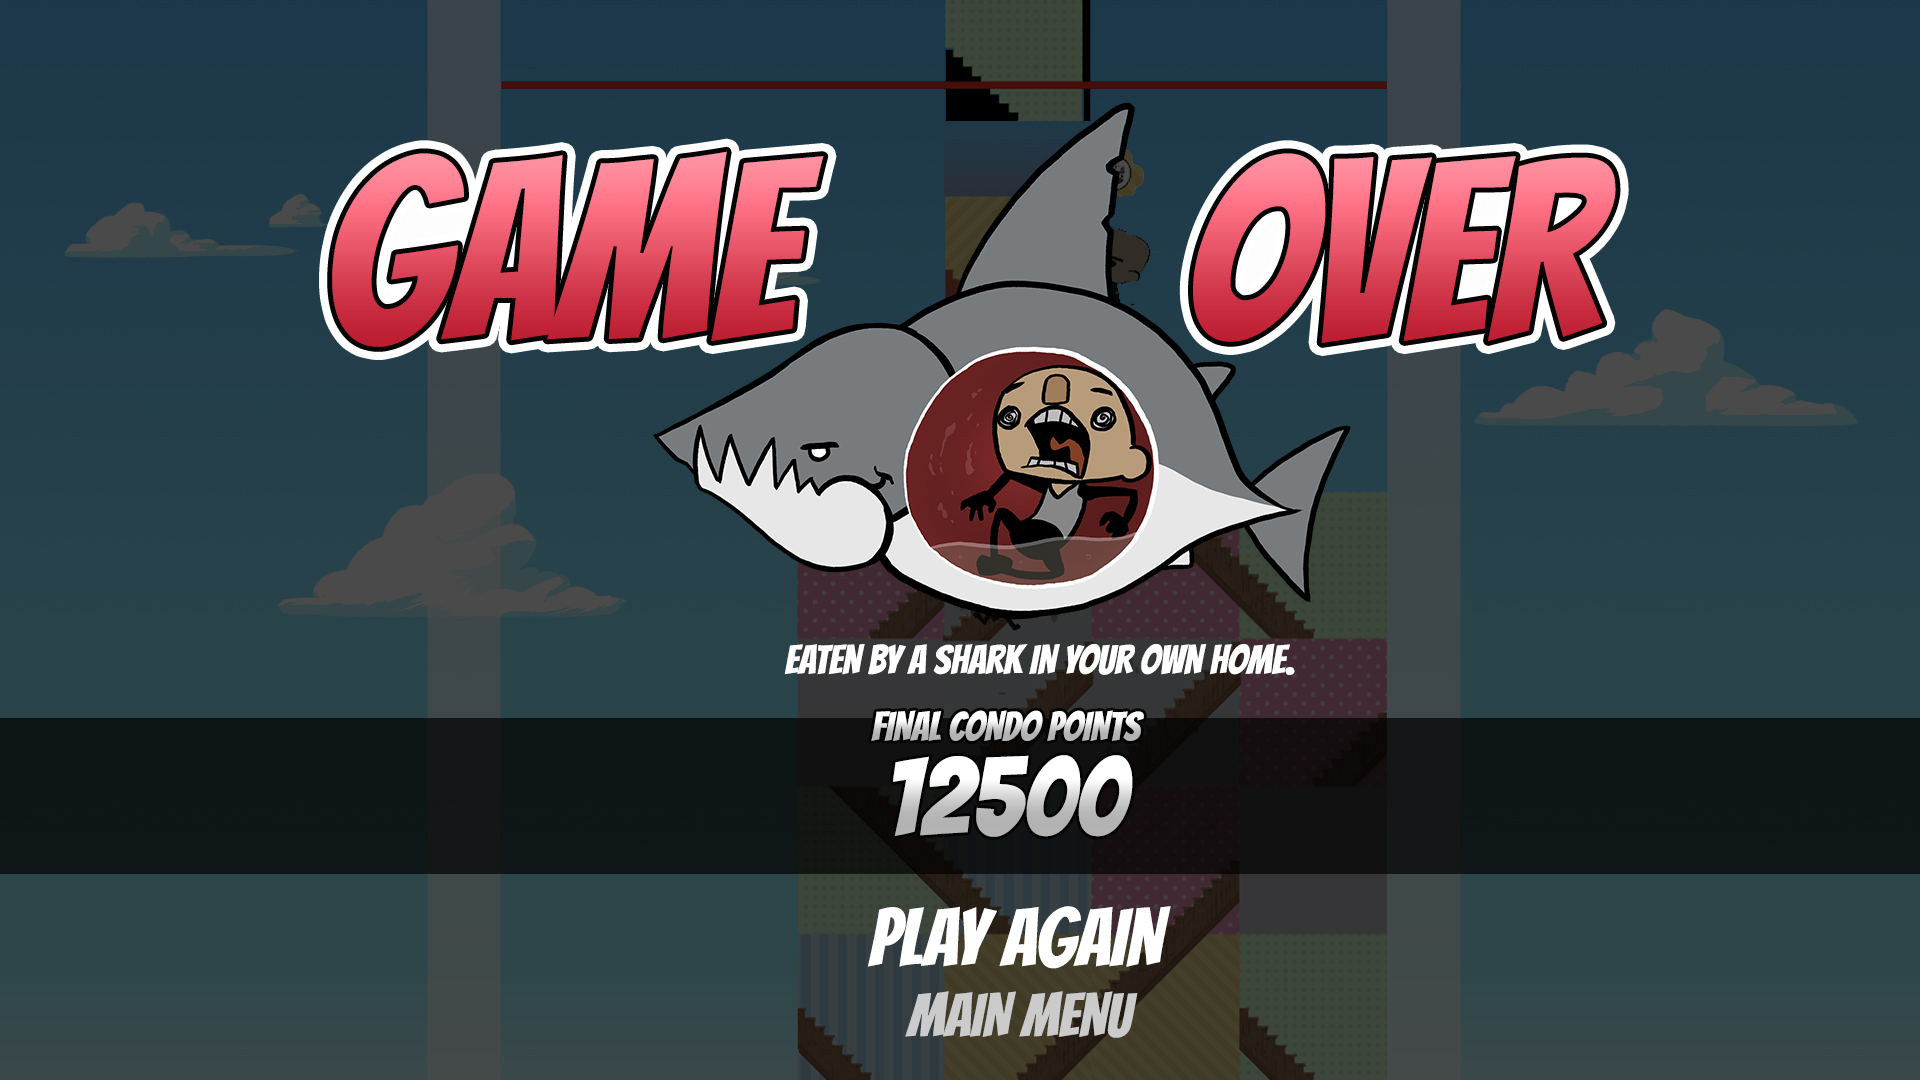 GAME OVER
EATEN BY A SHARK IN YOUR OWN HOME.
FINAL CONDO POINTS
12500
PLAY AGAIN
MAIN MENU